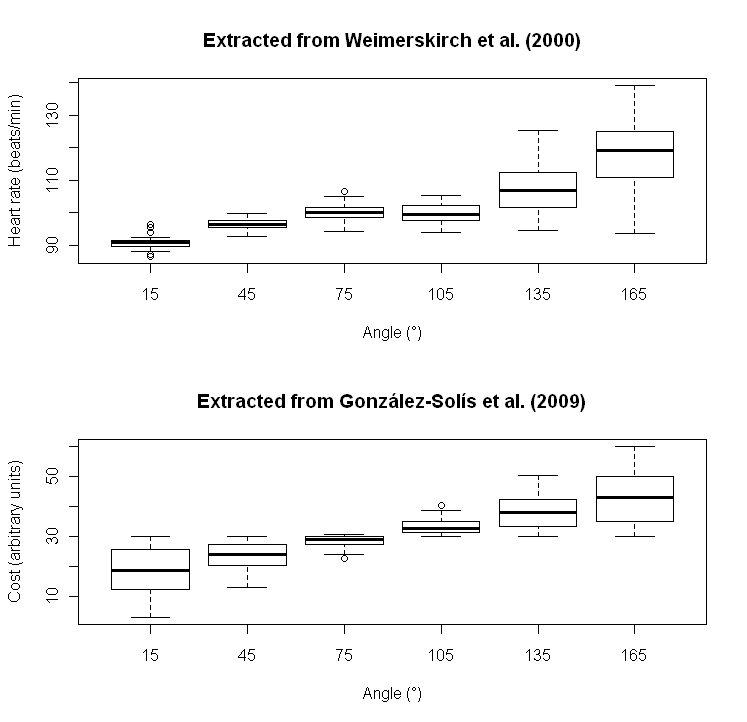 Extracted from Weimerskirch et al. (2000)
Heart rate (beats/min)
130
110
90
15 45 75 105 135 165
Angle (°)
Extracted from González-Solís et al. (2009)
Cost (arbitrary units)
50
30
10
15 45 75 105 135 165
Angle (°)